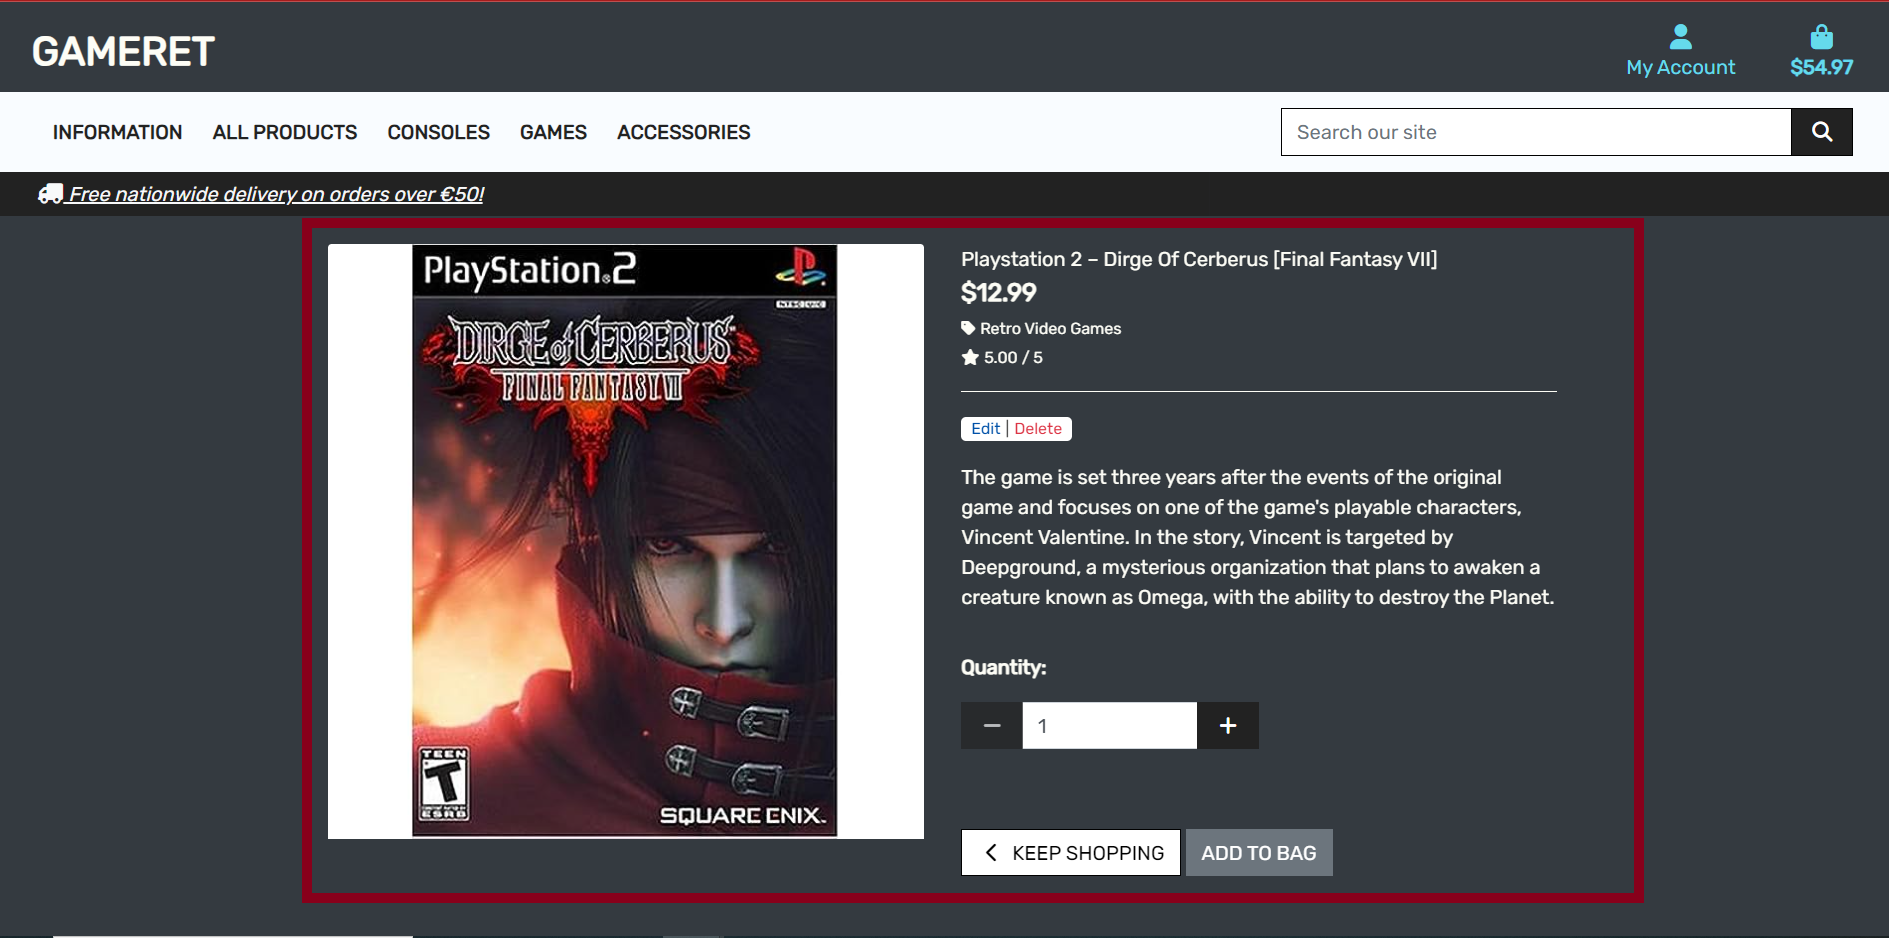 GAMERET
My Account
$54.97
INFORMATION
ALL PRODUCTS
CONSOLES
GAMES
ACCESSORIES
Search our site
Free nationwide delivery on orders over €50!
PlayStation®2
NTSC U/C
DIRGE of CERBERUS™
FINAL FANTASY VII
TEEN
T
ESRB
SQUARE ENIX.
Playstation 2 – Dirge Of Cerberus [Final Fantasy VII]
$12.99
Retro Video Games
5.00 / 5
Edit | Delete
The game is set three years after the events of the original
game and focuses on one of the game's playable characters,
Vincent Valentine. In the story, Vincent is targeted by
Deepground, a mysterious organization that plans to awaken a
creature known as Omega, with the ability to destroy the Planet.
Quantity:
1
KEEP SHOPPING
ADD TO BAG